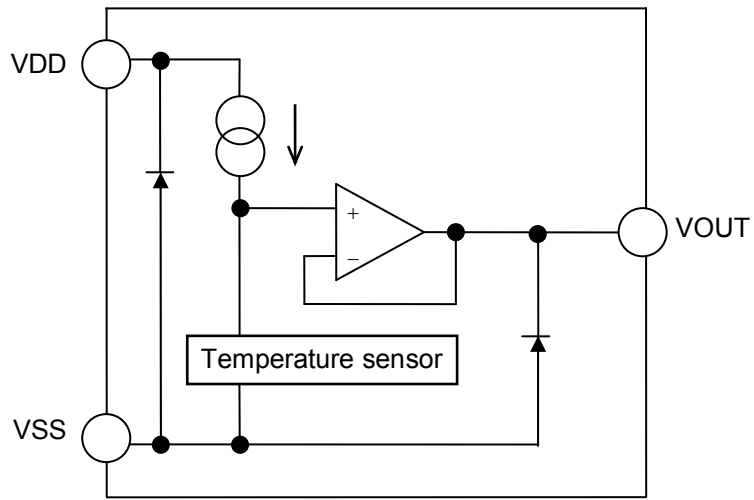 VDD
+
−
VOUT
Temperature sensor
VSS